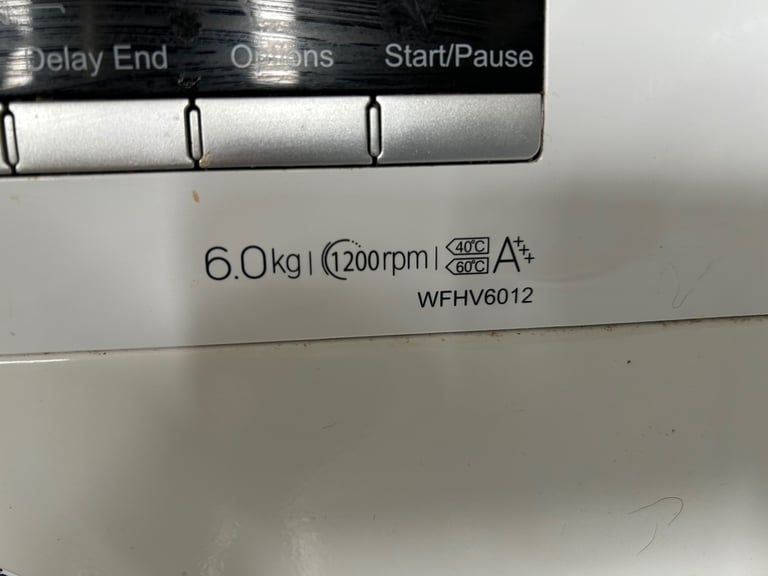 Delay End Options Start/Pause
6.0kg | 1200rpm | 40°C 60°C A+++
WFHV6012